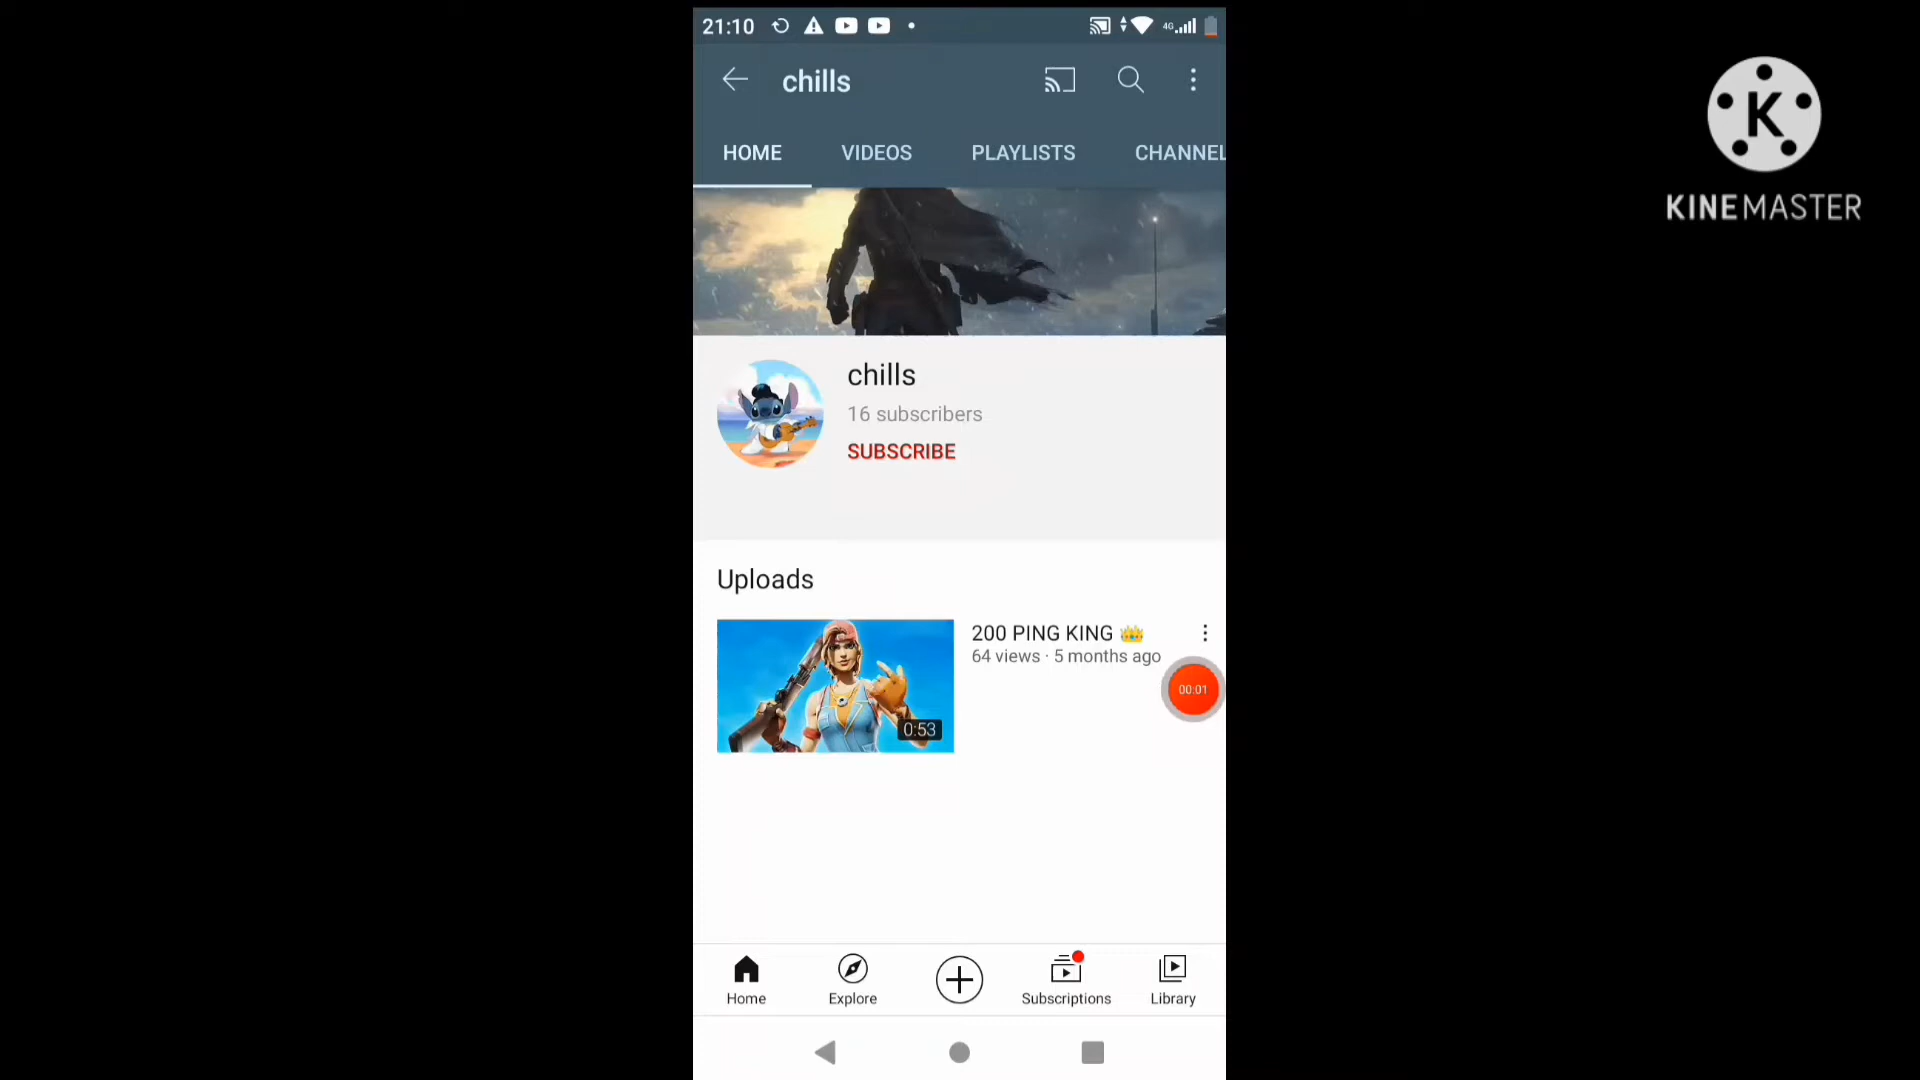 21:10
4G
chills
HOME VIDEOS PLAYLISTS CHANNEL
chills
16 subscribers
SUBSCRIBE
Uploads
200 PING KING 👑
64 views · 5 months ago
00:01
0:53
Home Explore Subscriptions Library
K
KINEMASTER